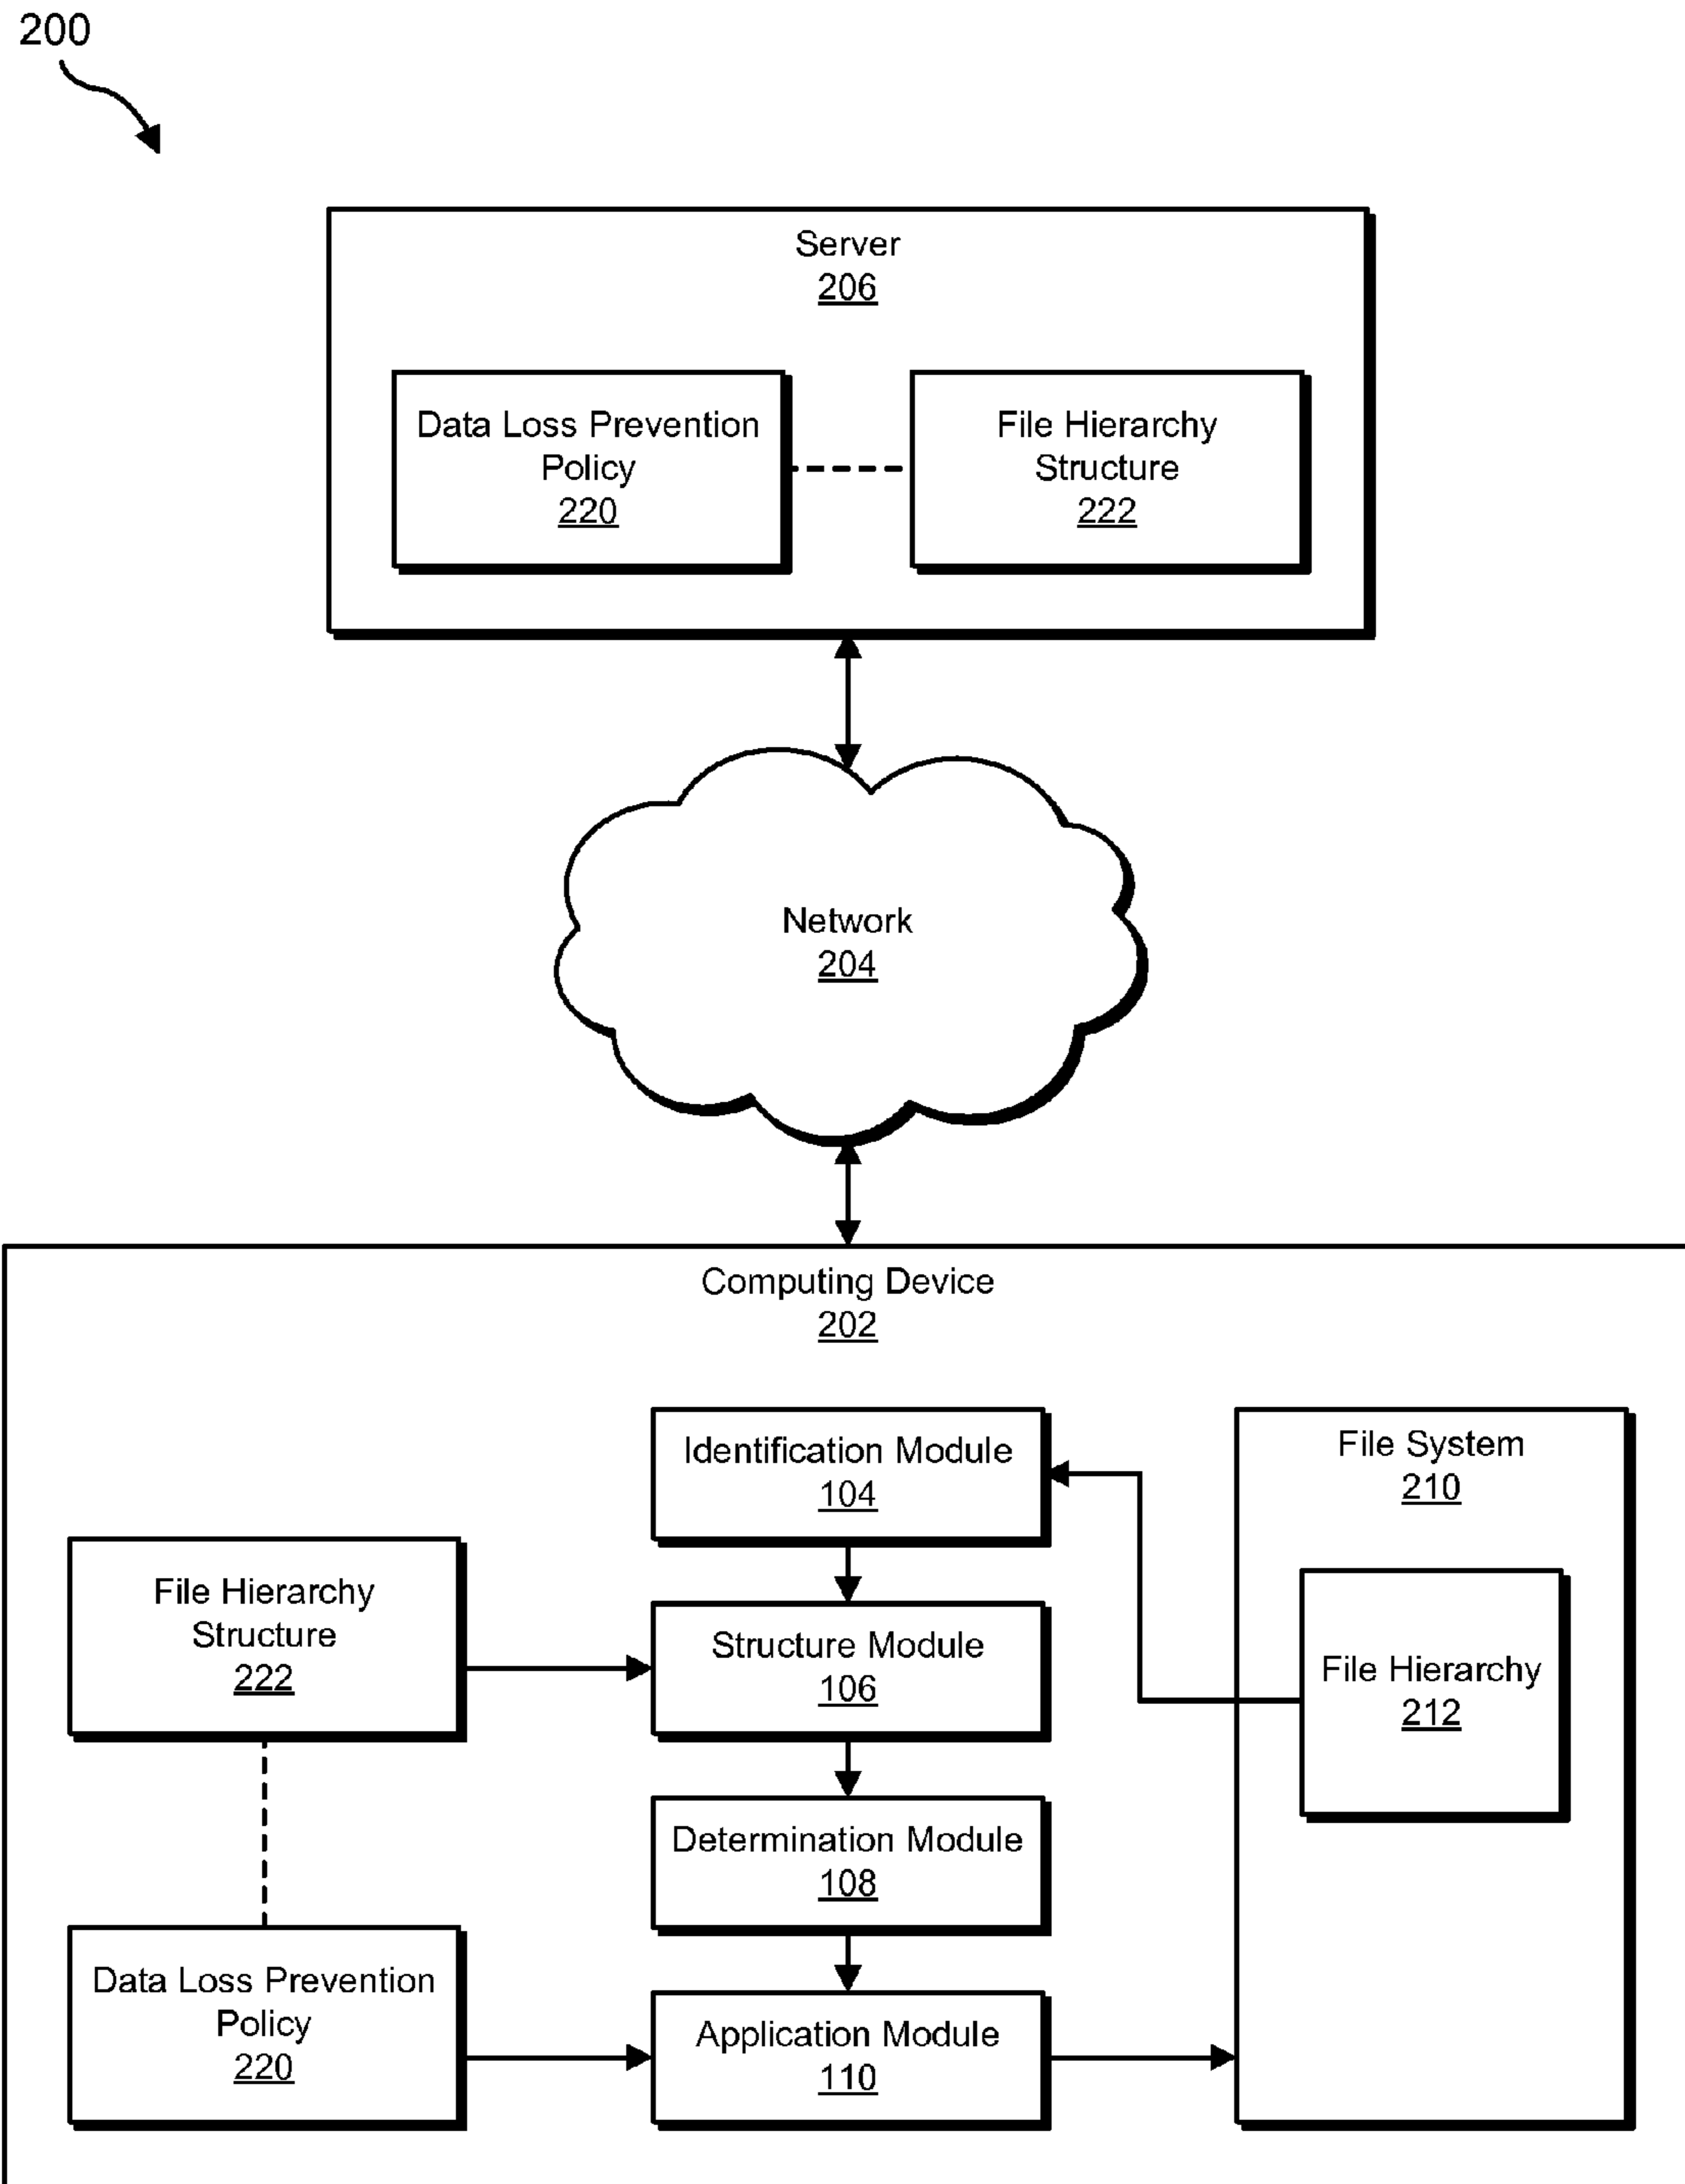 200
Server
206
Data Loss Prevention
Policy
220
File Hierarchy
Structure
222
Network
204
Computing Device
202
Identification Module
104
File System
210
File Hierarchy
Structure
222
Structure Module
106
File Hierarchy
212
Determination Module
108
Data Loss Prevention
Policy
220
Application Module
110